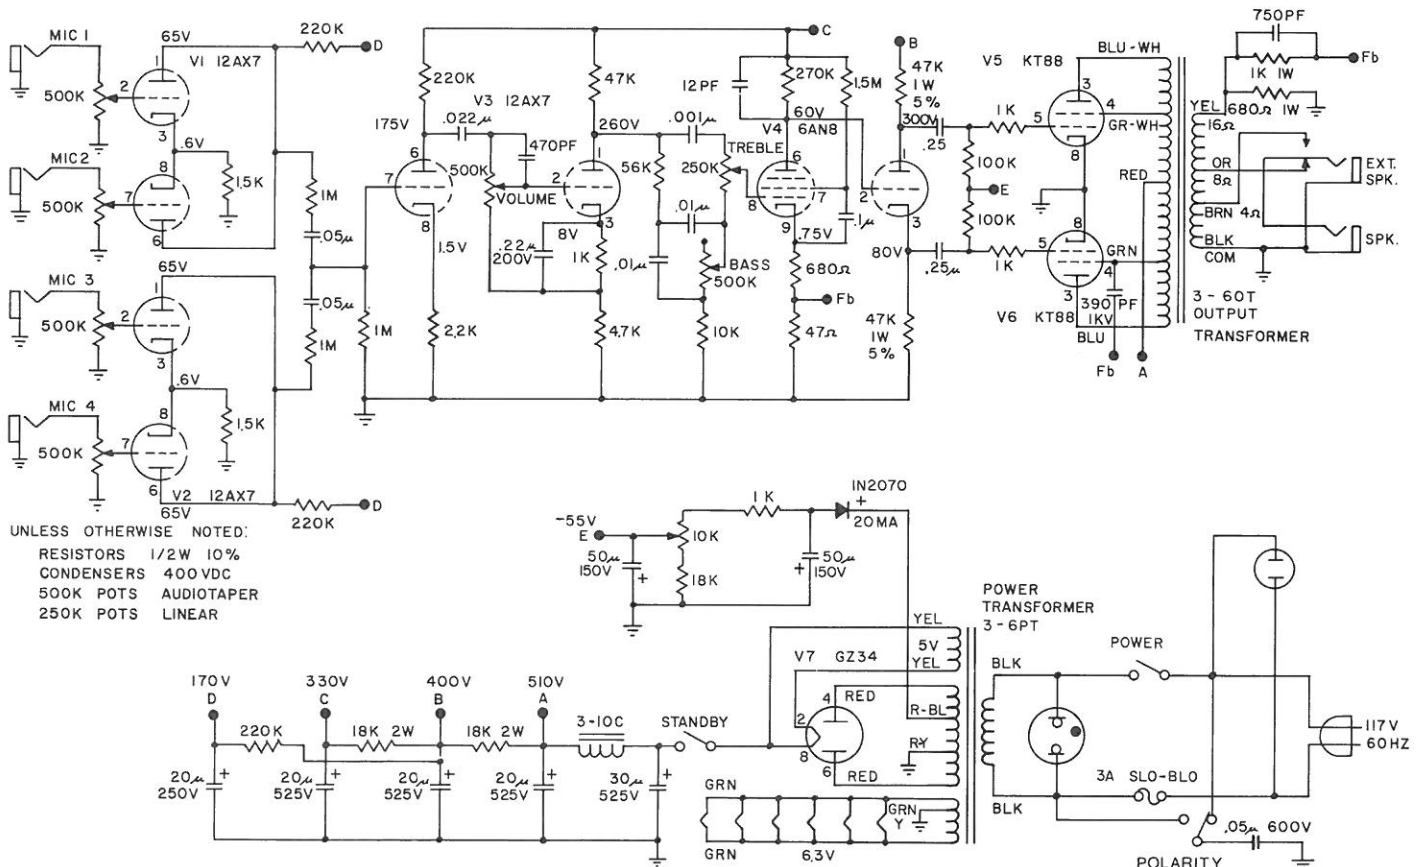 MIC 1
500K
2
65V
V1 12AX7
1
3
220K
D
.6V
1.5K
MIC2
500K
7
8
6
65V
1M
.05µ
.05µ
1M
MIC 3
500K
65V
1
2
3
.6V
1.5K
MIC 4
500K
8
7
6
V2 12AX7
65V
220K
D
220K
175V
.022µ
V3 12AX7
6
7
8
1.5V
2.2K
1M
500K
VOLUME
470PF
47K
260V
1
2
3
8V
.22µ
200V
1K
4.7K
.001µ
56K
250K
TREBLE
.01µ
.01µ
BASS
500K
10K
C
12PF
270K
1.5M
60V
V4
6AN8
6
7
8
9
.75V
.1µ
680Ω
Fb
47Ω
B
47K
1W
5%
300V
.25
1
2
3
80V
.25µ
47K
1W
5%
100K
E
100K
1K
1K
V5 KT88
BLU-WH
3
4
GR-WH
5
8
RED
8
5
GRN
4
3
390 PF
1KV
V6 KT88
BLU
Fb
A
750PF
1K 1W
Fb
680Ω 1W
YEL
16Ω
OR
8Ω
BRN
4Ω
BLK
COM
EXT.
SPK.
SPK.
3-60T
OUTPUT
TRANSFORMER
UNLESS OTHERWISE NOTED:
RESISTORS 1/2W 10%
CONDENSERS 400VDC
500K POTS AUDIOTAPER
250K POTS LINEAR
-55V
E
50µ
150V
+
10K
18K
1K
50µ
150V
+
1N2070
+
20MA
170V
D
330V
C
400V
B
510V
A
220K
18K 2W
18K 2W
3-10C
STANDBY
20µ
250V
+
20µ
525V
+
20µ
525V
+
20µ
525V
+
30µ
525V
+
V7 GZ34
YEL
5V
YEL
4
RED
2
8
6
RED
R-BL
RY
GRN
GRN
Y
GRN
6.3V
POWER
TRANSFORMER
3-6PT
BLK
BLK
POWER
3A SLO-BLO
117V
60HZ
.05µ 600V
POLARITY